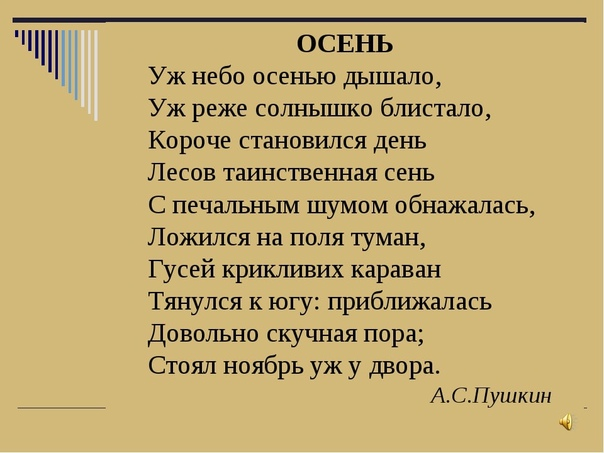 ОСЕНЬ
Уж небо осенью дышало,
Уж реже солнышко блистало,
Короче становился день
Лесов таинственная сень
С печальным шумом обнажалась,
Ложился на поля туман,
Гусей крикливих караван
Тянулся к югу: приближалась
Довольно скучная пора;
Стоял ноябрь уж у двора.
А.С.Пушкин